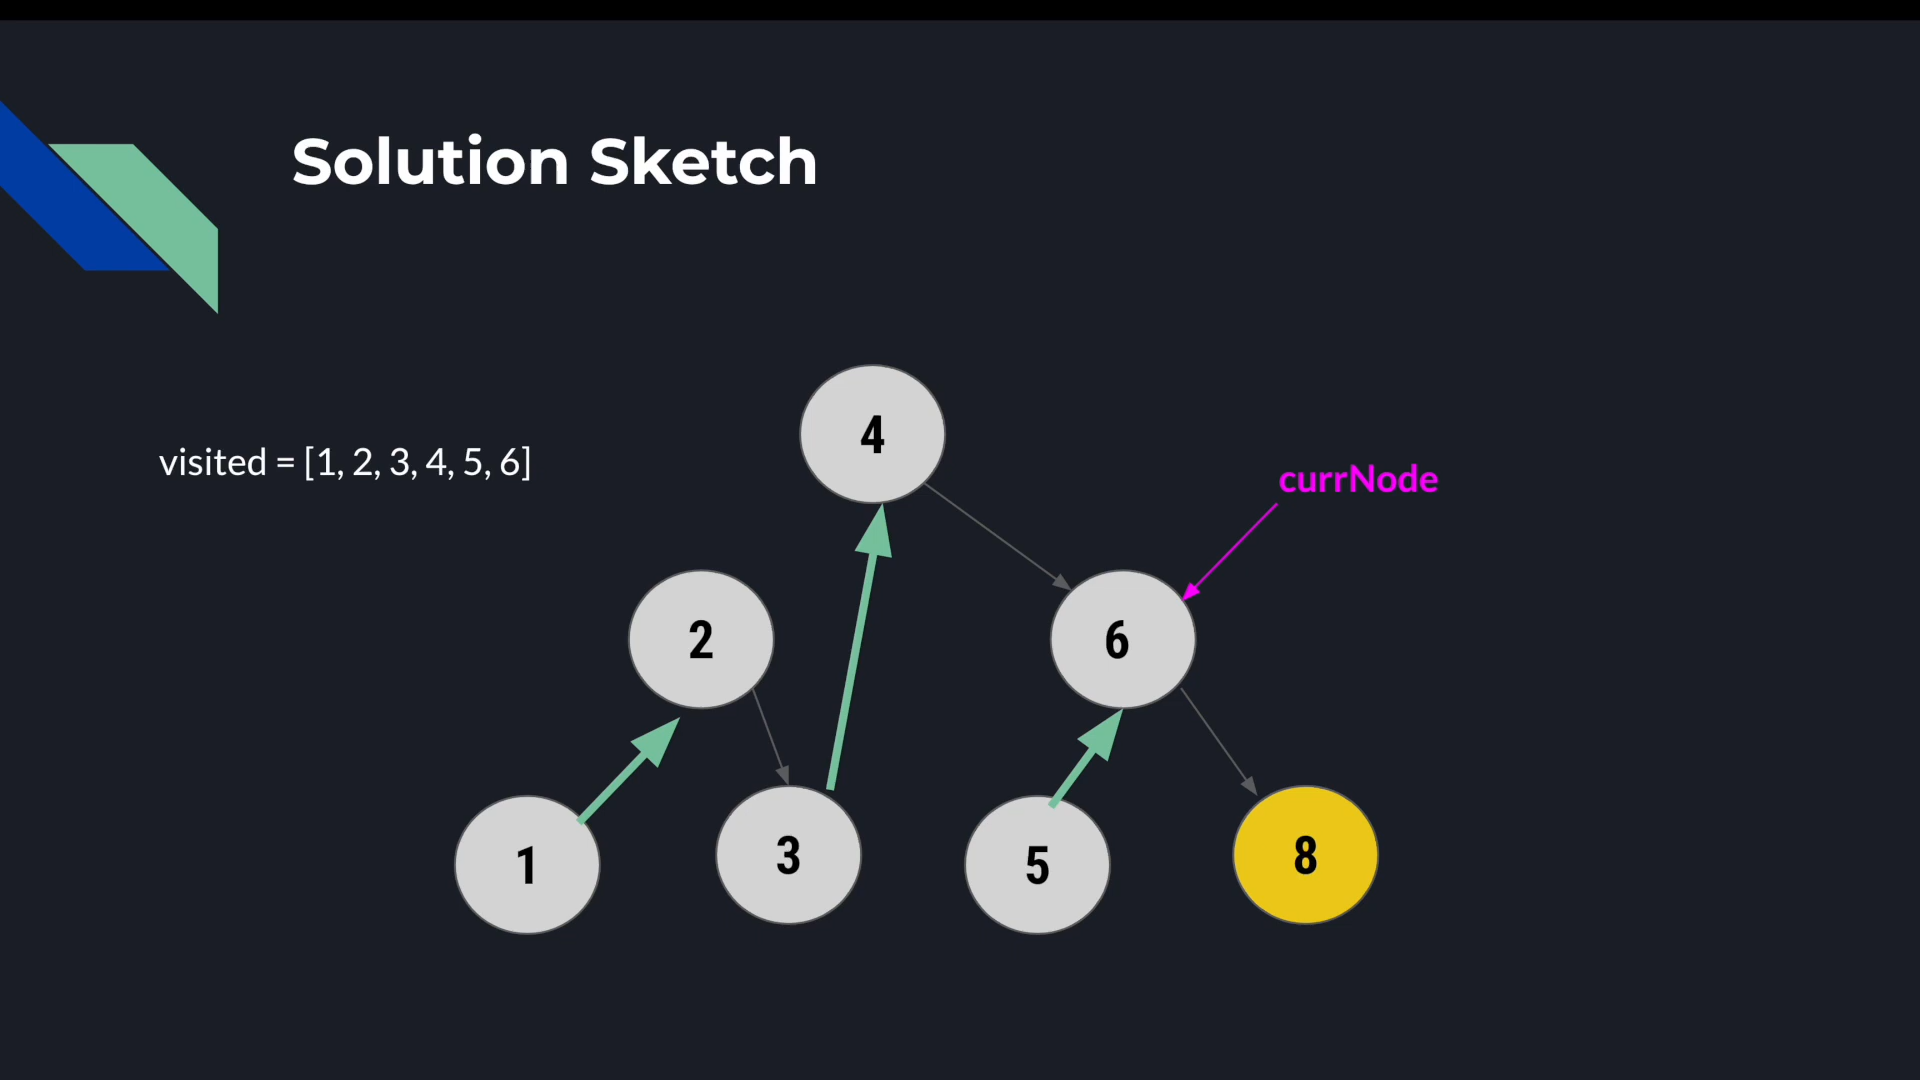 Solution Sketch
visited = [1, 2, 3, 4, 5, 6]
4
currNode
2
6
1
3
5
8